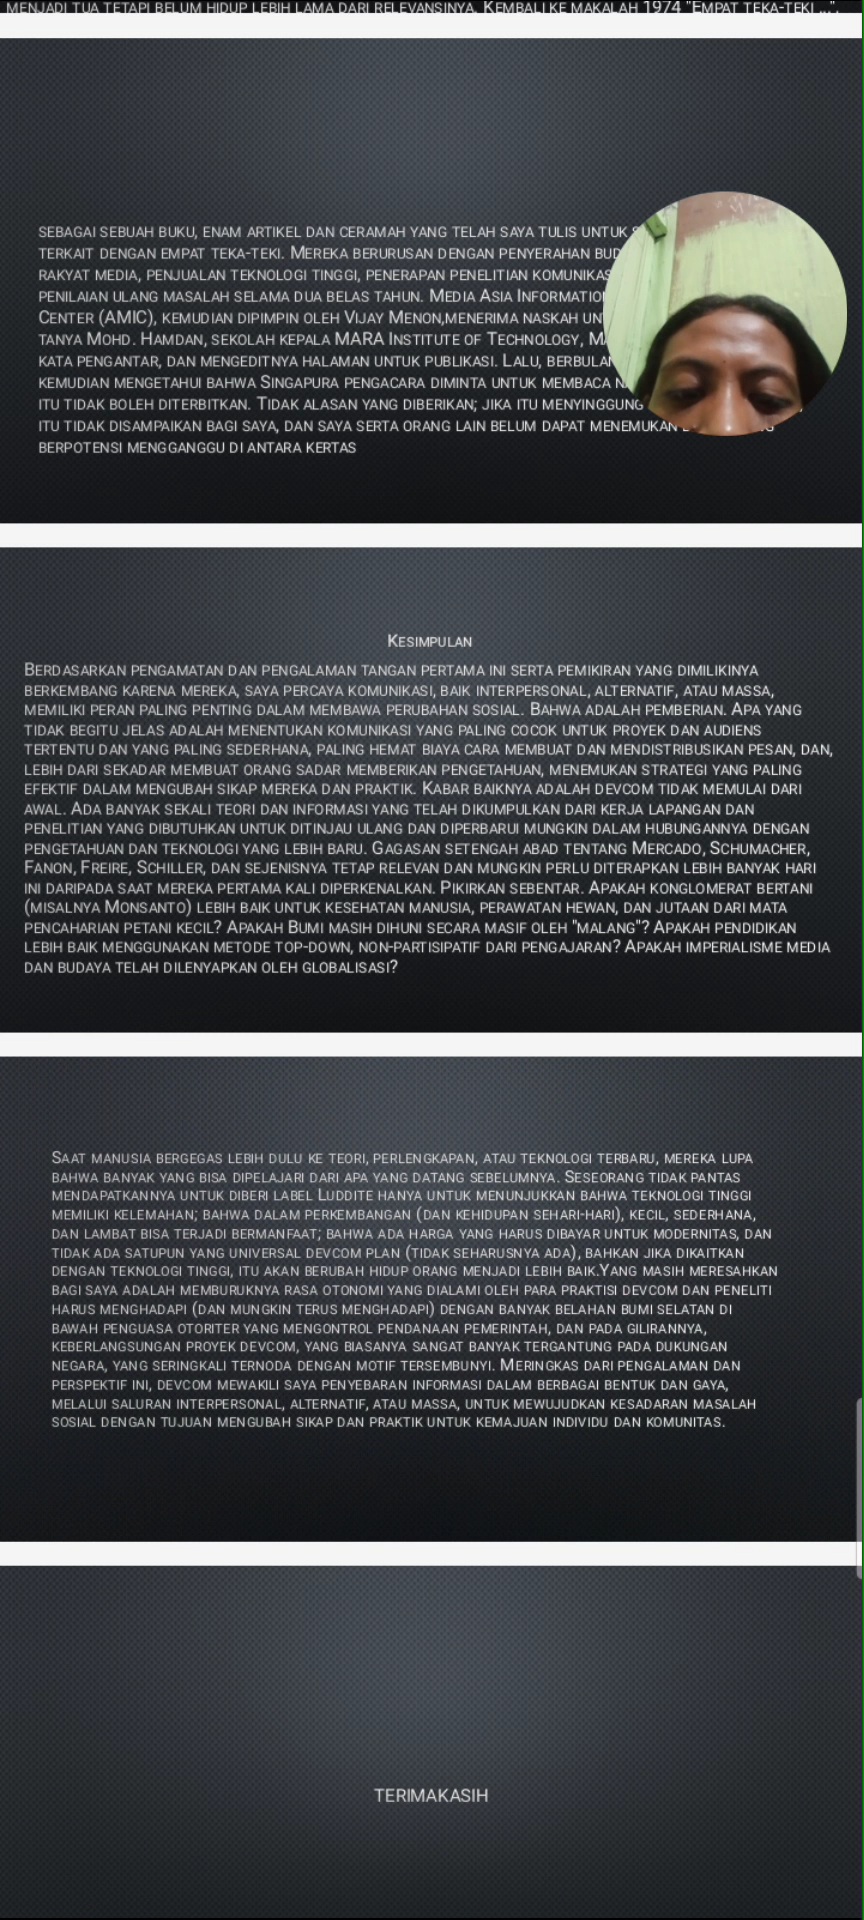 MENJADI TUA TETAPI BELUM HIDUP LEBIH LAMA DARI RELEVANSINYA. KEMBALI KE MAKALAH 1974 "EMPAT TEKA-TEKI ...".
SEBAGAI SEBUAH BUKU, ENAM ARTIKEL DAN CERAMAH YANG TELAH SAYA TULIS UNTUK
TERKAIT DENGAN EMPAT TEKA-TEKI. MEREKA BERURUSAN DENGAN PENYERAHAN
RAKYAT MEDIA, PENJUALAN TEKNOLOGI TINGGI, PENERAPAN PENELITIAN
PENILAIAN ULANG MASALAH SELAMA DUA BELAS TAHUN. MEDIA ASIA
CENTER (AMIC), KEMUDIAN DIPIMPIN OLEH VIJAY MENON,MENERIMA NASKAH
TANYA MOHD. HAMDAN, SEKOLAH KEPALA MARA INSTITUTE OF TECHNOLOGY,
KATA PENGANTAR, DAN MENGEDITNYA HALAMAN UNTUK PUBLIKASI. LALU,
KEMUDIAN MENGETAHUI BAHWA SINGAPURA PENGACARA DIMINTA UNTUK MEMBACA
ITU TIDAK BOLEH DITERBITKAN. TIDAK ALASAN YANG DIBERIKAN; JIKA ITU MENYINGGUNG
ITU TIDAK DISAMPAIKAN BAGI SAYA, DAN SAYA SERTA ORANG LAIN BELUM DAPAT MENEMUKAN
BERPOTENSI MENGGANGGU DI ANTARA KERTAS
KESIMPULAN
BERDASARKAN PENGAMATAN DAN PENGALAMAN TANGAN PERTAMA INI SERTA PEMIKIRAN YANG DIMILIKINYA
BERKEMBANG KARENA MEREKA, SAYA PERCAYA KOMUNIKASI, BAIK INTERPERSONAL, ALTERNATIF, ATAU MASSA,
MEMILIKI PERAN PALING PENTING DALAM MEMBAWA PERUBAHAN SOSIAL. BAHWA ADALAH PEMBERIAN. APA YANG
TIDAK BEGITU JELAS ADALAH MENENTUKAN KOMUNIKASI YANG PALING COCOK UNTUK PROYEK DAN AUDIENS
TERTENTU DAN YANG PALING SEDERHANA, PALING HEMAT BIAYA CARA MEMBUAT DAN MENDISTRIBUSIKAN PESAN, DAN,
LEBIH DARI SEKADAR MEMBUAT ORANG SADAR MEMBERIKAN PENGETAHUAN, MENEMUKAN STRATEGI YANG PALING
EFEKTIF DALAM MENGUBAH SIKAP MEREKA DAN PRAKTIK. KABAR BAIKNYA ADALAH DEVCOM TIDAK MEMULAI DARI
AWAL. ADA BANYAK SEKALI TEORI DAN INFORMASI YANG TELAH DIKUMPULKAN DARI KERJA LAPANGAN DAN
PENELITIAN YANG DIBUTUHKAN UNTUK DITINJAU ULANG DAN DIPERBARUI MUNGKIN DALAM HUBUNGANNYA DENGAN
PENGETAHUAN DAN TEKNOLOGI YANG LEBIH BARU. GAGASAN SETENGAH ABAD TENTANG MERCADO, SCHUMACHER,
FANON, FREIRE, SCHILLER, DAN SEJENISNYA TETAP RELEVAN DAN MUNGKIN PERLU DITERAPKAN LEBIH BANYAK HARI
INI DARIPADA SAAT MEREKA PERTAMA KALI DIPERKENALKAN. PIKIRKAN SEBENTAR. APAKAH KONGLOMERAT BERTANI
(MISALNYA MONSANTO) LEBIH BAIK UNTUK KESEHATAN MANUSIA, PERAWATAN HEWAN, DAN JUTAAN DARI MATA
PENCAHARIAN PETANI KECIL? APAKAH BUMI MASIH DIHUNI SECARA MASIF OLEH "MALANG"? APAKAH PENDIDIKAN
LEBIH BAIK MENGGUNAKAN METODE TOP-DOWN, NON-PARTISIPATIF DARI PENGAJARAN? APAKAH IMPERIALISME MEDIA
DAN BUDAYA TELAH DILENYAPKAN OLEH GLOBALISASI?
SAAT MANUSIA BERGEGAS LEBIH DULU KE TEORI, PERLENGKAPAN, ATAU TEKNOLOGI TERBARU, MEREKA LUPA
BAHWA BANYAK YANG BISA DIPELAJARI DARI APA YANG DATANG SEBELUMNYA. SESEORANG TIDAK PANTAS
MENDAPATKANNYA UNTUK DIBERI LABEL LUDDITE HANYA UNTUK MENUNJUKKAN BAHWA TEKNOLOGI TINGGI
MEMILIKI KELEMAHAN; BAHWA DALAM PERKEMBANGAN (DAN KEHIDUPAN SEHARI-HARI), KECIL, SEDERHANA,
DAN LAMBAT BISA TERJADI BERMANFAAT; BAHWA ADA HARGA YANG HARUS DIBAYAR UNTUK MODERNITAS, DAN
TIDAK ADA SATUPUN YANG UNIVERSAL DEVCOM PLAN (TIDAK SEHARUSNYA ADA), BAHKAN JIKA DIKAITKAN
DENGAN TEKNOLOGI TINGGI, ITU AKAN BERUBAH HIDUP ORANG MENJADI LEBIH BAIK.YANG MASIH MERESAHKAN
BAGI SAYA ADALAH MEMBURUKNYA RASA OTONOMI YANG DIALAMI OLEH PARA PRAKTISI DEVCOM DAN PENELITI
HARUS MENGHADAPI (DAN MUNGKIN TERUS MENGHADAPI) DENGAN BANYAK BELAHAN BUMI SELATAN DI
BAWAH PENGUASA OTORITER YANG MENGONTROL PENDANAAN PEMERINTAH, DAN PADA GILIRANNYA,
KEBERLANGSUNGAN PROYEK DEVCOM, YANG BIASANYA SANGAT BANYAK TERGANTUNG PADA DUKUNGAN
NEGARA, YANG SERINGKALI TERNODA DENGAN MOTIF TERSEMBUNYI. MERINGKAS DARI PENGALAMAN DAN
PERSPEKTIF INI, DEVCOM MEWAKILI SAYA PENYEBARAN INFORMASI DALAM BERBAGAI BENTUK DAN GAYA,
MELALUI SALURAN INTERPERSONAL, ALTERNATIF, ATAU MASSA, UNTUK MEWUJUDKAN KESADARAN MASALAH
SOSIAL DENGAN TUJUAN MENGUBAH SIKAP DAN PRAKTIK UNTUK KEMAJUAN INDIVIDU DAN KOMUNITAS.
TERIMAKASIH